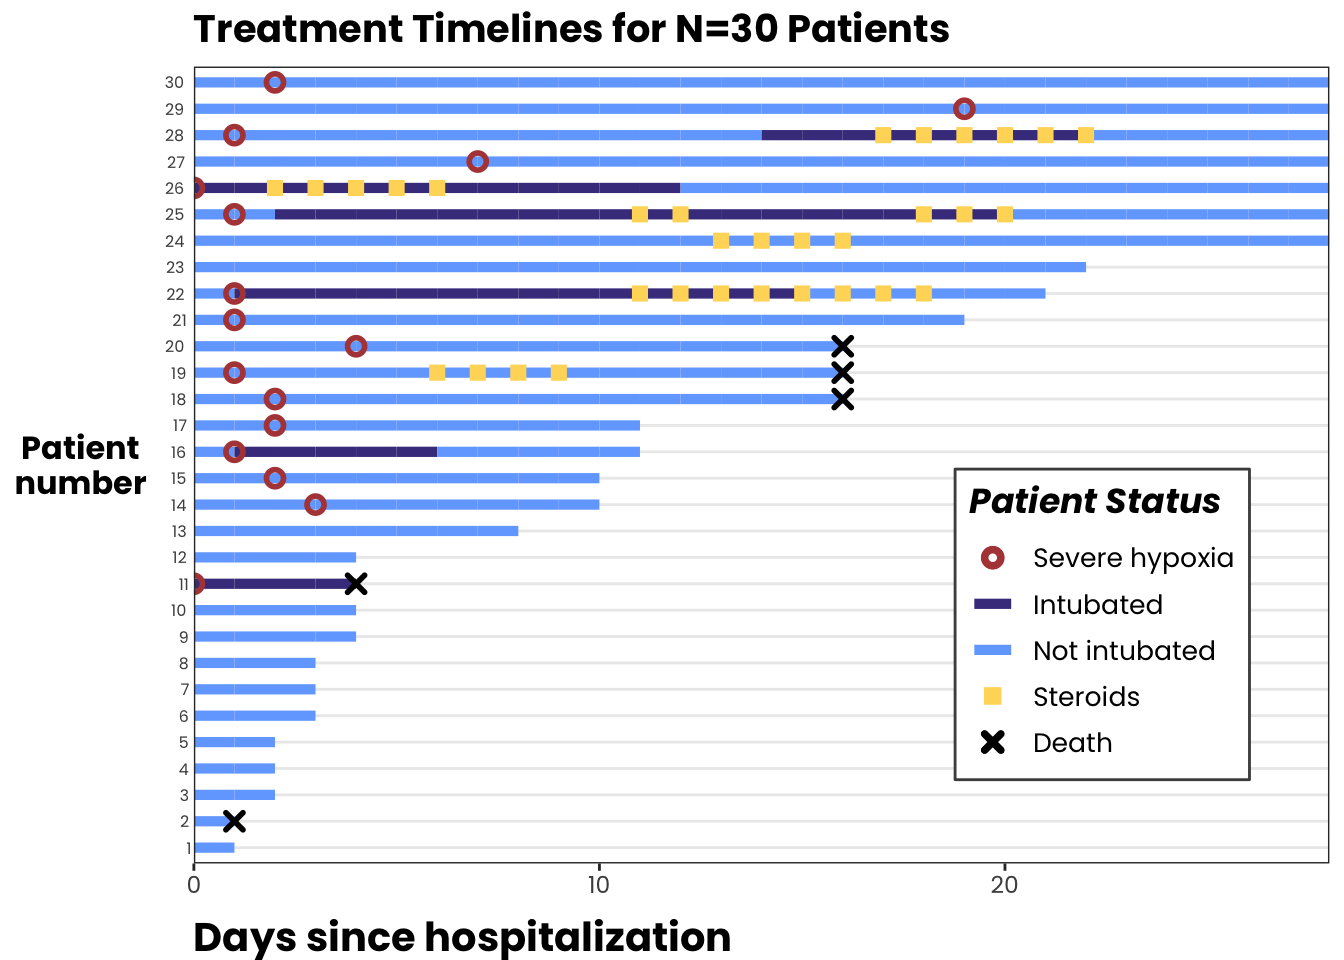 Treatment Timelines for N=30 Patients
30
29
28
27
26
25
24
23
22
21
20
19
18
17
16
15
14
13
12
11
10
9
8
7
6
5
4
3
2
1
Patient
number
Patient Status
Severe hypoxia
Intubated
Not intubated
Steroids
Death
0 10 20
Days since hospitalization